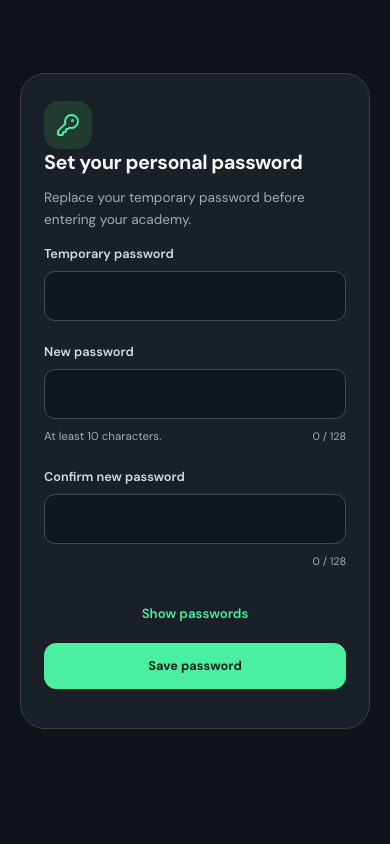 Set your personal password
Replace your temporary password before
entering your academy.
Temporary password
New password
At least 10 characters. 0 / 128
Confirm new password
0 / 128
Show passwords
Save password